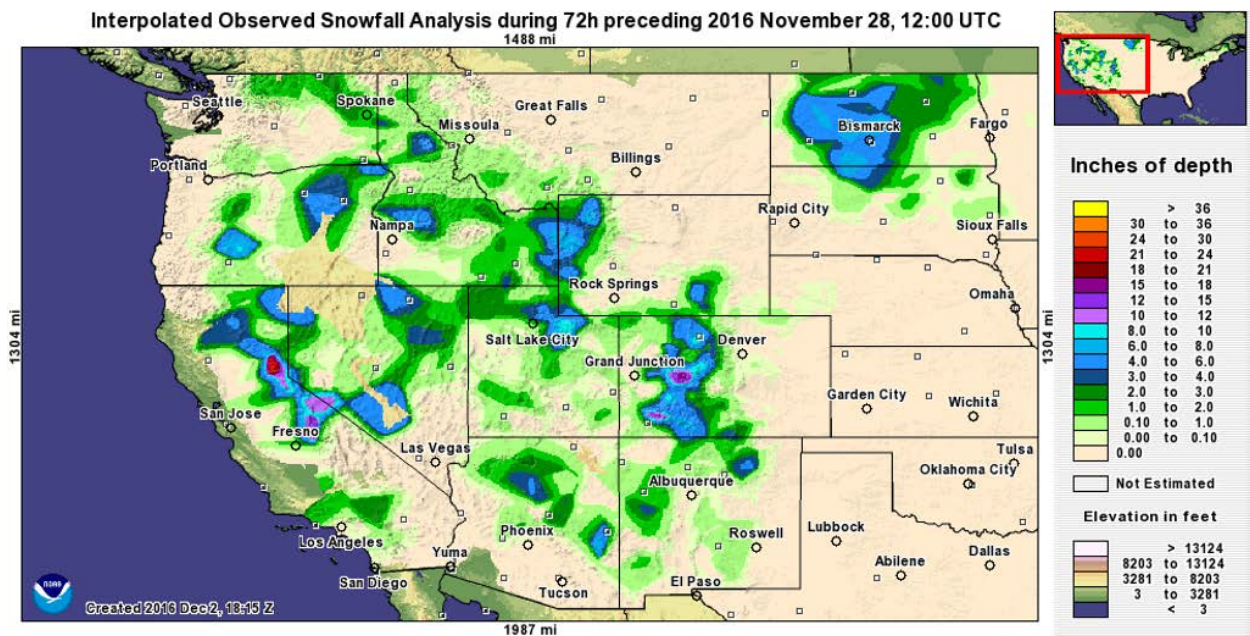 Interpolated Observed Snowfall Analysis during 72h preceding 2016 November 28, 12:00 UTC
1488 mi
Seattle
Spokane
Great Falls
Missoula
Bismarck
Fargo
Portland
Billings
Nampa
Rapid City
Sioux Falls
Rock Springs
Omaha
1304 mi
1304 mi
Salt Lake City
Denver
Grand Junction
Garden City
Wichita
San Jose
Fresno
Las Vegas
Tulsa
Oklahoma City
Albuquerque
Phoenix
Roswell
Lubbock
Los Angeles
Dallas
Abilene
Yuma
San Diego
Tucson
El Paso
NOAA
Created 2016 Dec 2, 18:15 Z
1987 mi
Inches of depth
> 36
30 to 36
24 to 30
21 to 24
18 to 21
15 to 18
12 to 15
10 to 12
8.0 to 10
6.0 to 8.0
4.0 to 6.0
3.0 to 4.0
2.0 to 3.0
1.0 to 2.0
0.10 to 1.0
0.00 to 0.10
0.00
Not Estimated
Elevation in feet
> 13124
8203 to 13124
3281 to 8203
3 to 3281
< 3